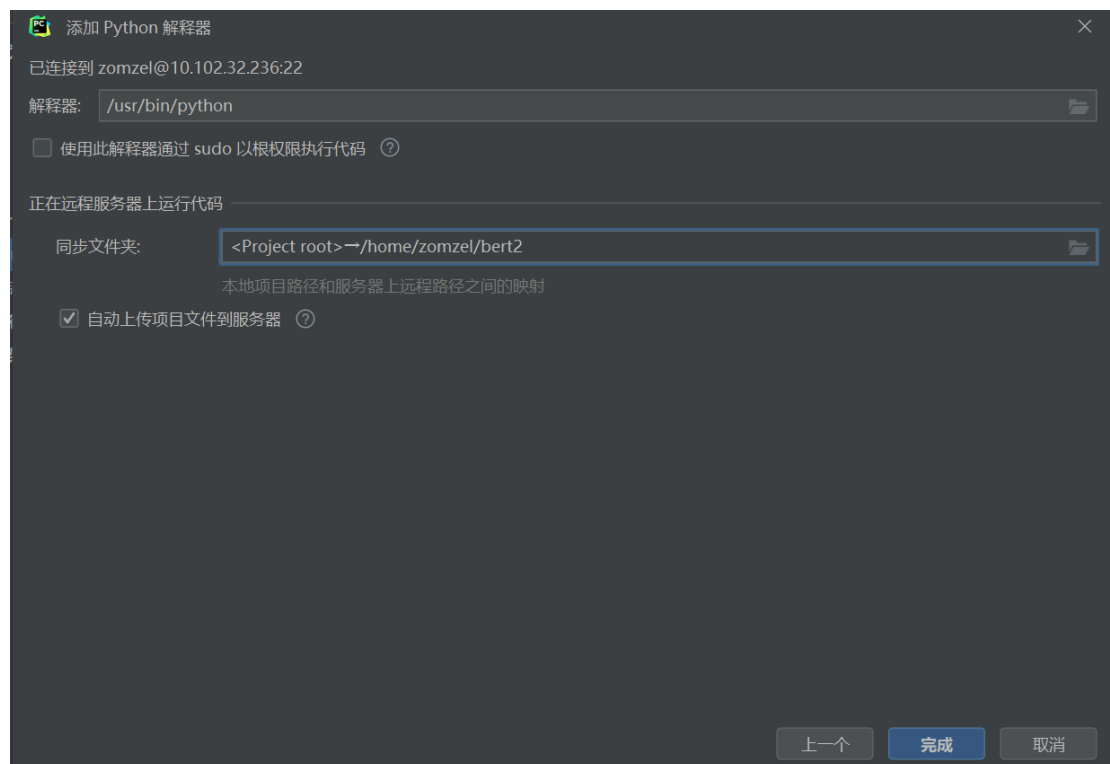 添加 Python 解释器
已连接到 zomzel@10.102.32.236:22
解释器: /usr/bin/python
使用此解释器通过 sudo 以根权限执行代码 ?
正在远程服务器上运行代码
同步文件夹: <Project root>→/home/zomzel/bert2
本地项目路径和服务器上远程路径之间的映射
自动上传项目文件到服务器 ?
上一个 完成 取消